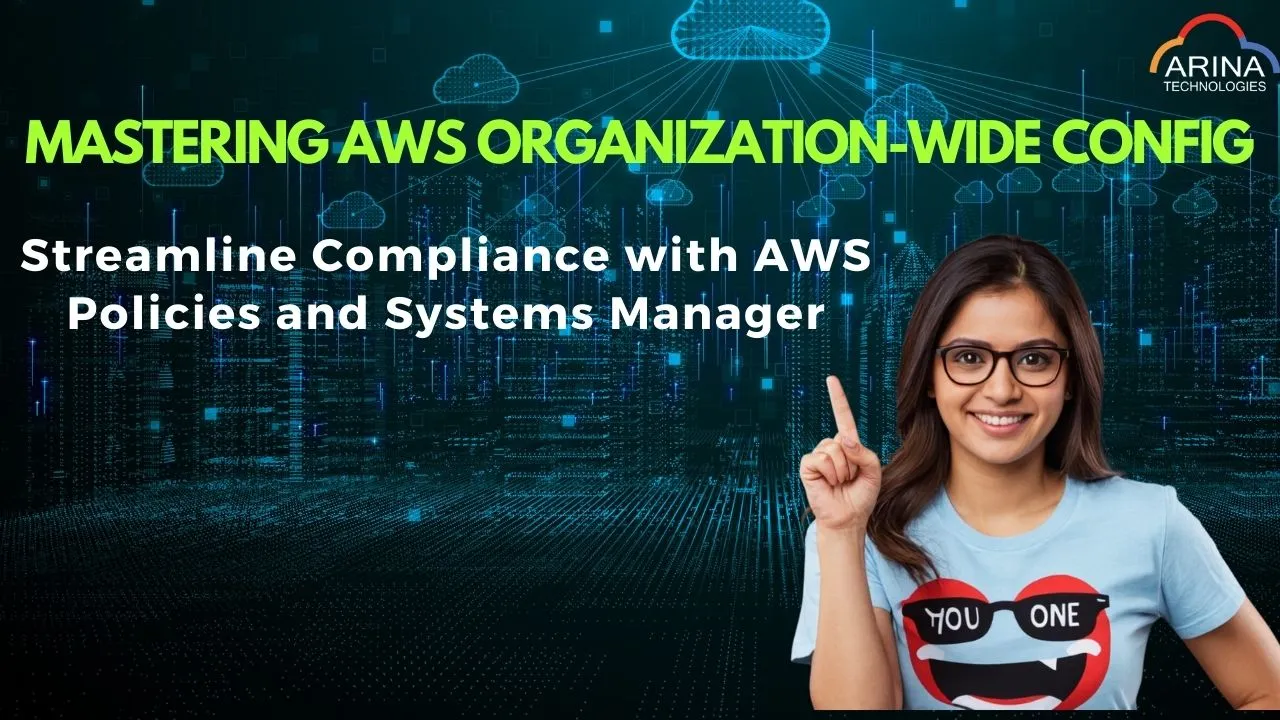 ARINA
TECHNOLOGIES
MASTERING AWS ORGANIZATION-WIDE CONFIG
Streamline Compliance with AWS
Policies and Systems Manager
YOU ONE